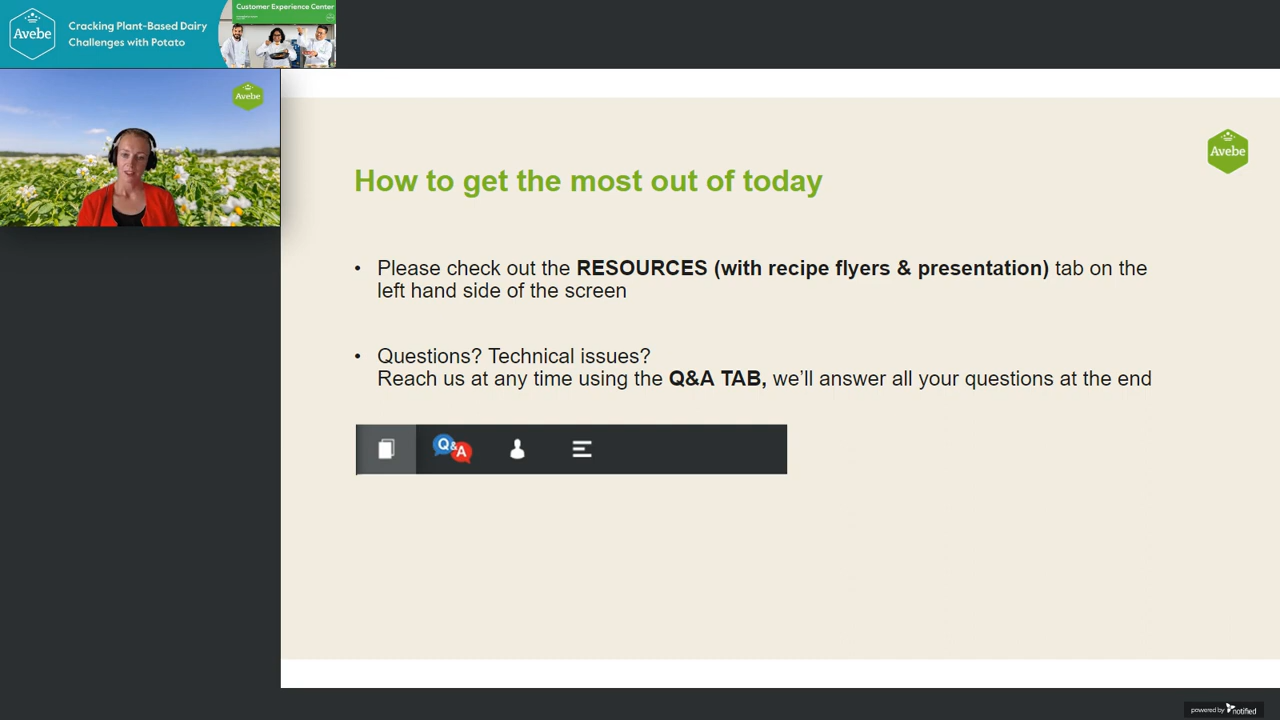 Avebe
Cracking Plant-Based Dairy
Challenges with Potato
Customer Experience Center
Avebe
Avebe
How to get the most out of today
• Please check out the RESOURCES (with recipe flyers & presentation) tab on the
left hand side of the screen
• Questions? Technical issues?
Reach us at any time using the Q&A TAB, we'll answer all your questions at the end
Q&A
powered by notified